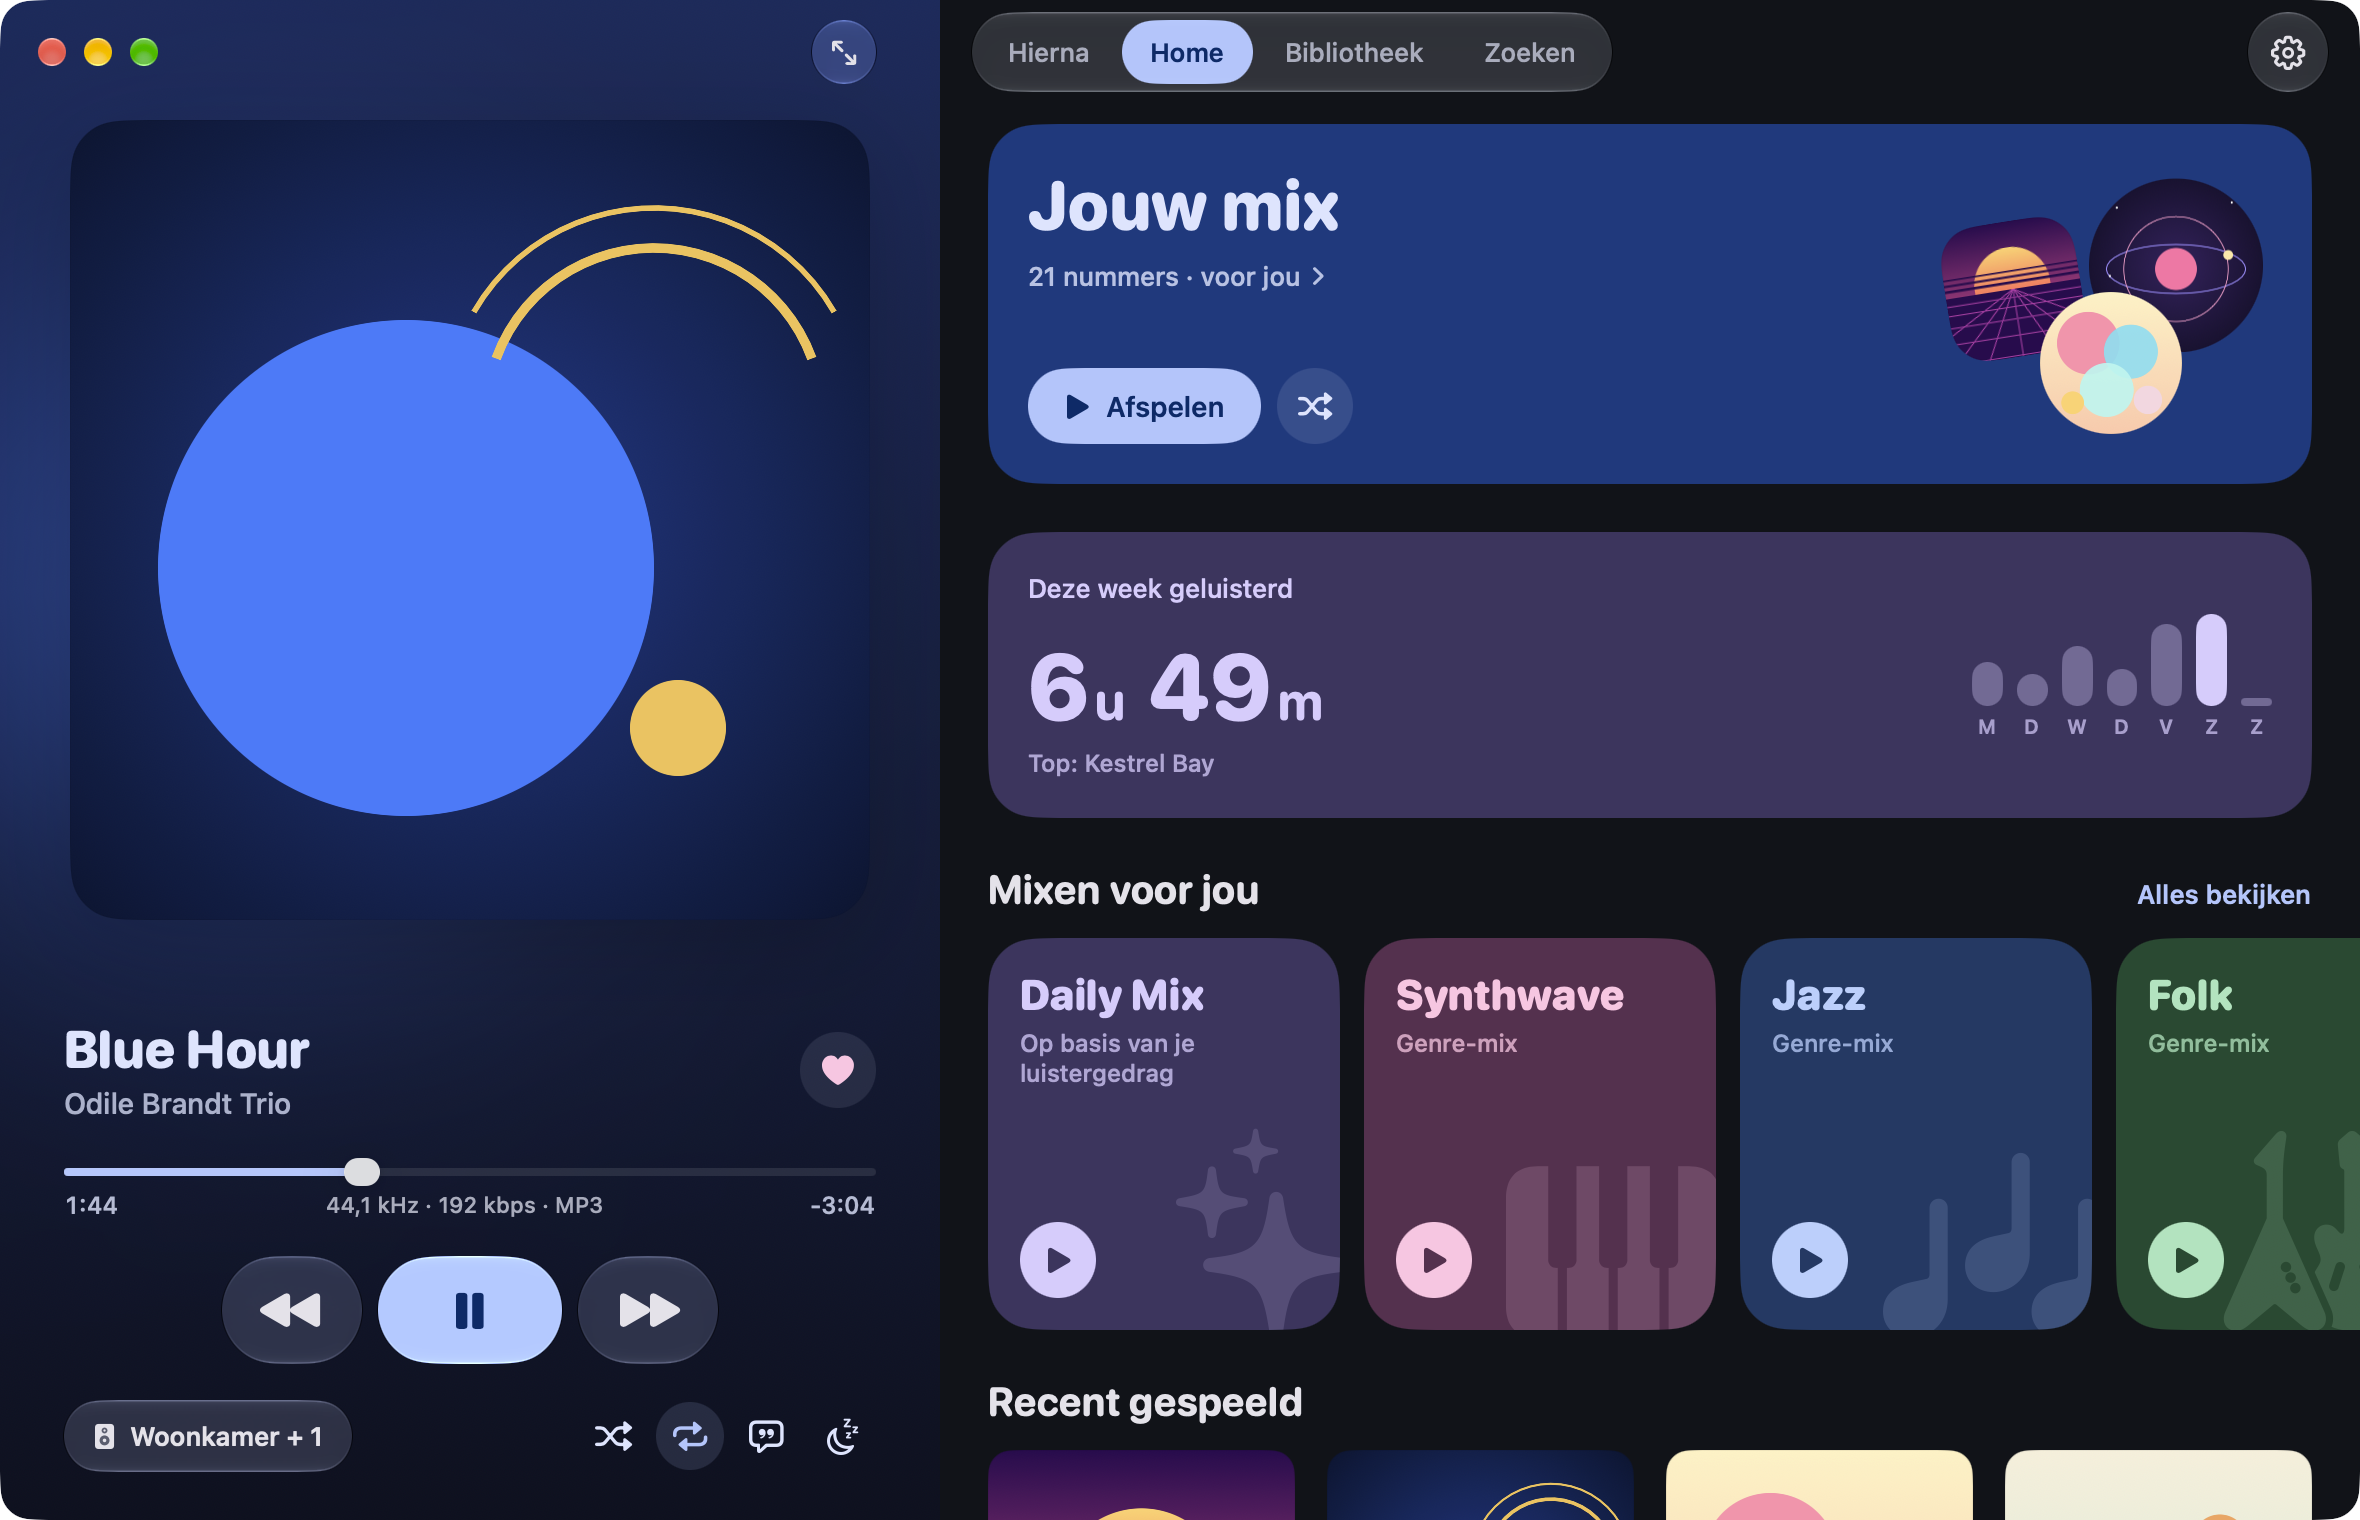 Blue Hour
Odile Brandt Trio
1:44
44,1 kHz · 192 kbps · MP3
-3:04
Woonkamer + 1
Hierna
Home
Bibliotheek
Zoeken
Jouw mix
21 nummers · voor jou
Afspelen
Deze week geluisterd
6u 49m
Top: Kestrel Bay
M D W D V Z Z
Mixen voor jou
Alles bekijken
Daily Mix
Op basis van je
luistergedrag
Synthwave
Genre-mix
Jazz
Genre-mix
Folk
Genre-mix
Recent gespeeld